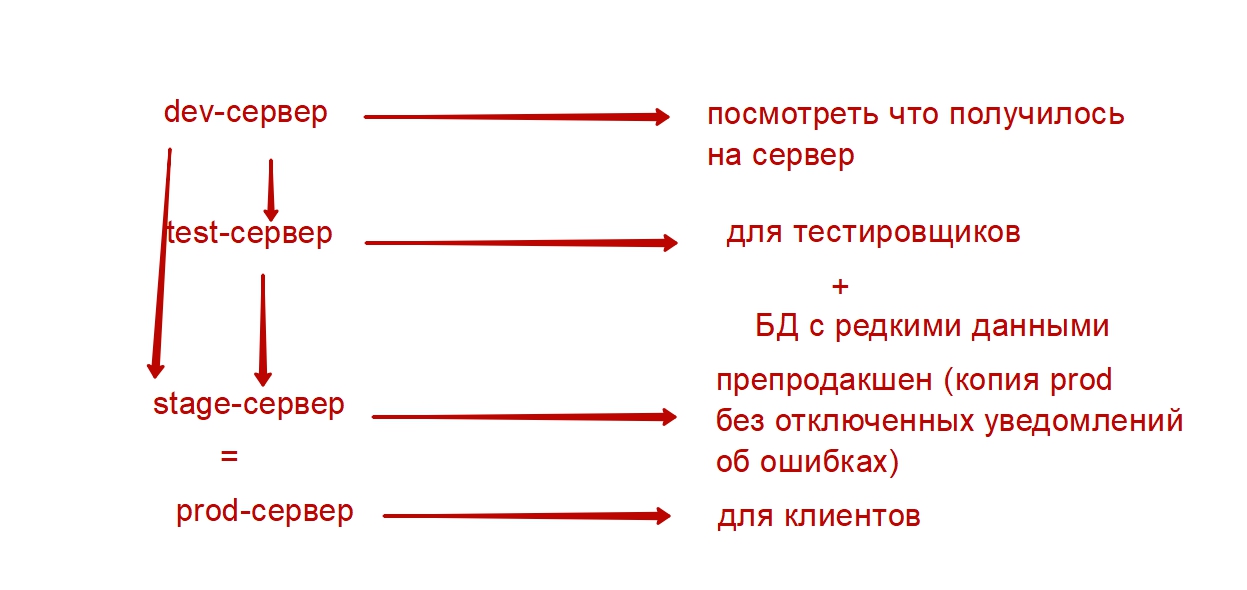 dev-сервер
посмотреть что получилось
на сервер
test-сервер
для тестировщиков
+
БД с редкими данными
stage-сервер
препродакшен (копия prod
без отключенных уведомлений
об ошибках)
=
prod-сервер
для клиентов